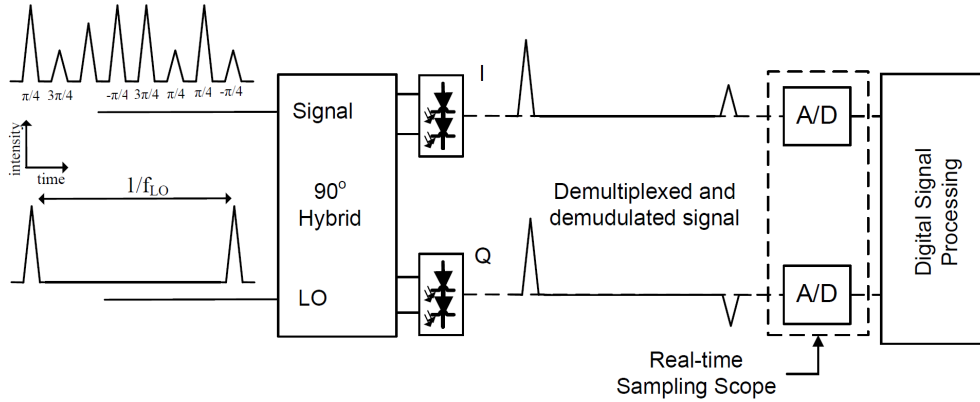 π/4 3π/4 -π/4 3π/4 π/4 π/4 -π/4
intensity
time
1/fLO
Signal
90°
Hybrid
LO
I
Q
Demultiplexed and
demudulated signal
A/D
A/D
Real-time
Sampling Scope
Digital Signal
Processing